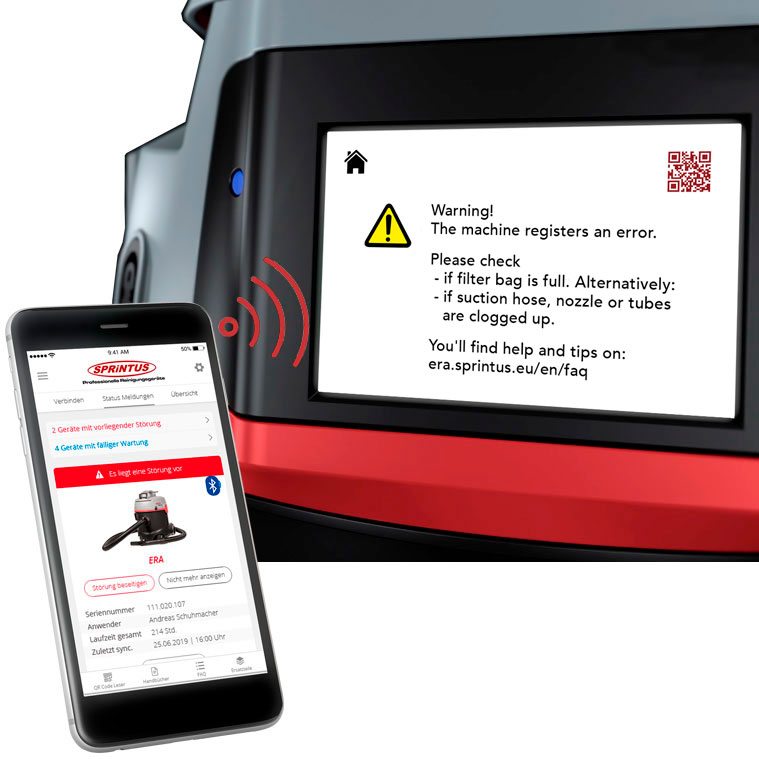 Warning!
The machine registers an error.
Please check
- if filter bag is full. Alternatively:
- if suction hose, nozzle or tubes
are clogged up.
You'll find help and tips on:
era.sprintus.eu/en/faq
9:41 AM
50%
SPRiNTUS
Professionelle Reinigungsgeräte
Verbinden Status Meldungen Übersicht
2 Geräte mit vorliegender Störung
4 Geräte mit fälliger Wartung
Es liegt eine Störung vor
ERA
Störung beseitigen Nicht mehr anzeigen
Seriennummer 111.020.107
Anwender Andreas Schuhmacher
Laufzeit gesamt 214 Std.
Zuletzt sync. 25.06.2019 | 16:00 Uhr
QR Code Leser Handbücher FAQ Ersatzteile